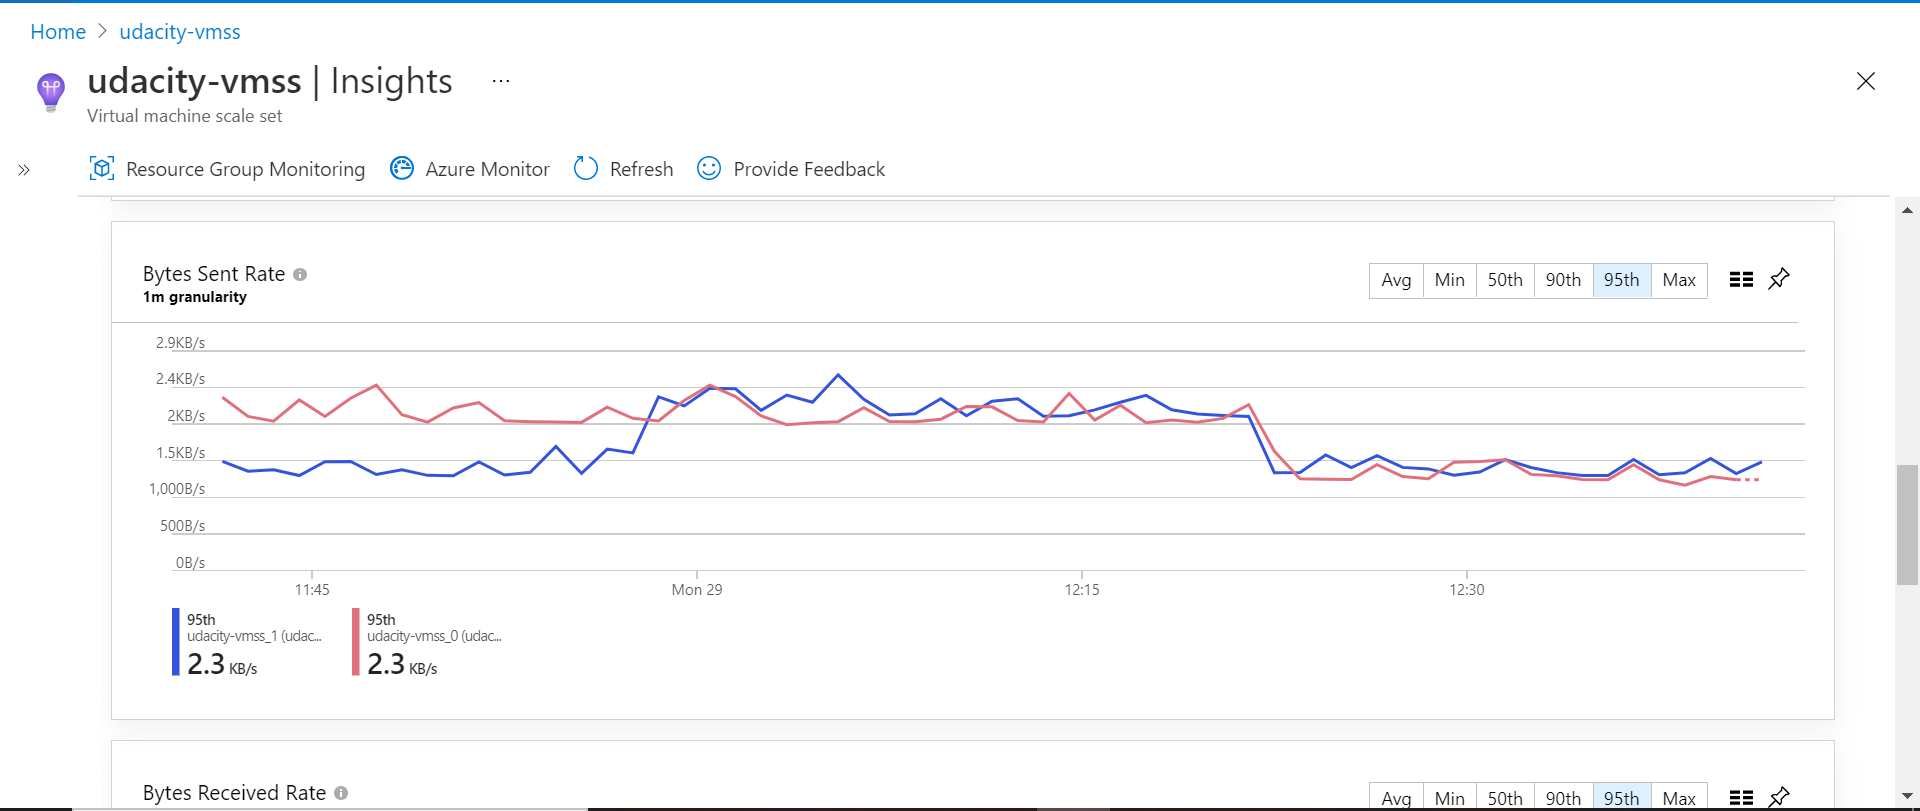 Home > udacity-vmss
udacity-vmss | Insights ...
Virtual machine scale set
Resource Group Monitoring Azure Monitor Refresh Provide Feedback
Bytes Sent Rate
1m granularity
Avg Min 50th 90th 95th Max
2.9KB/s
2.4KB/s
2KB/s
1.5KB/s
1,000B/s
500B/s
0B/s
11:45 Mon 29 12:15 12:30
95th 95th
udacity-vmss_1 (udac... udacity-vmss_0 (udac...
2.3 KB/s 2.3 KB/s
Bytes Received Rate
Avg Min 50th 90th 95th Max